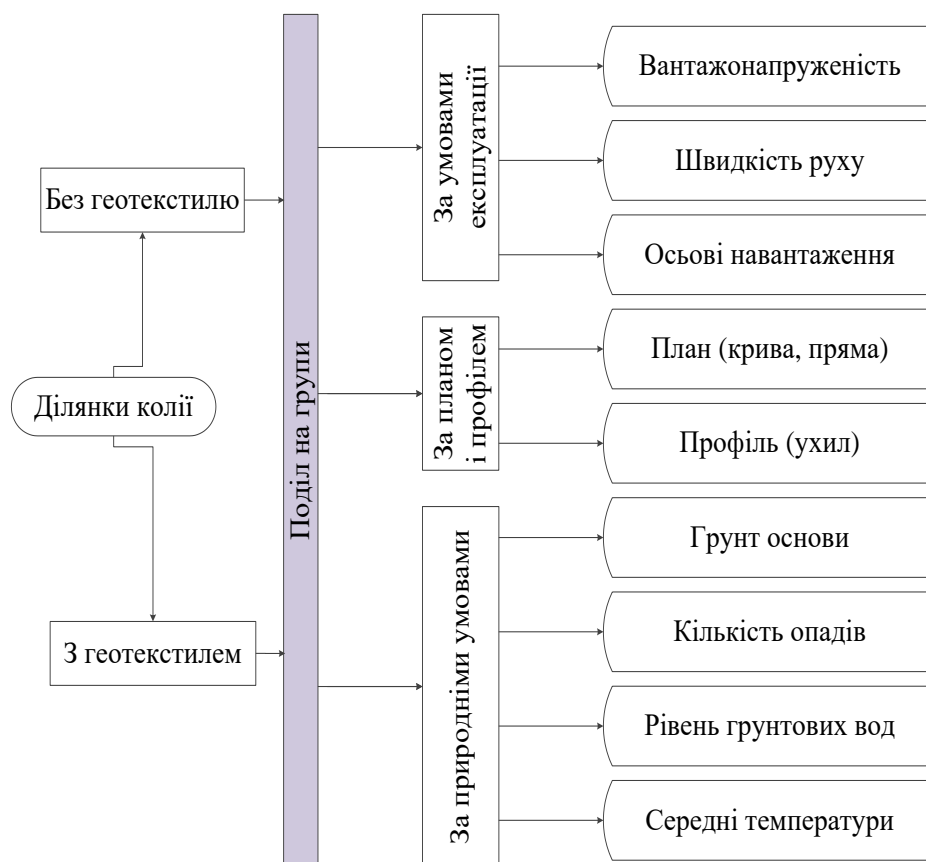 Ділянки колії
Без геотекстилю
З геотекстилем
Поділ на групи
За умовами
експлуатації
Вантажонапруженість
Швидкість руху
Осьові навантаження
За планом
і профілем
План (крива, пряма)
Профіль (ухил)
За природніми умовами
Грунт основи
Кількість опадів
Рівень грунтових вод
Середні температури